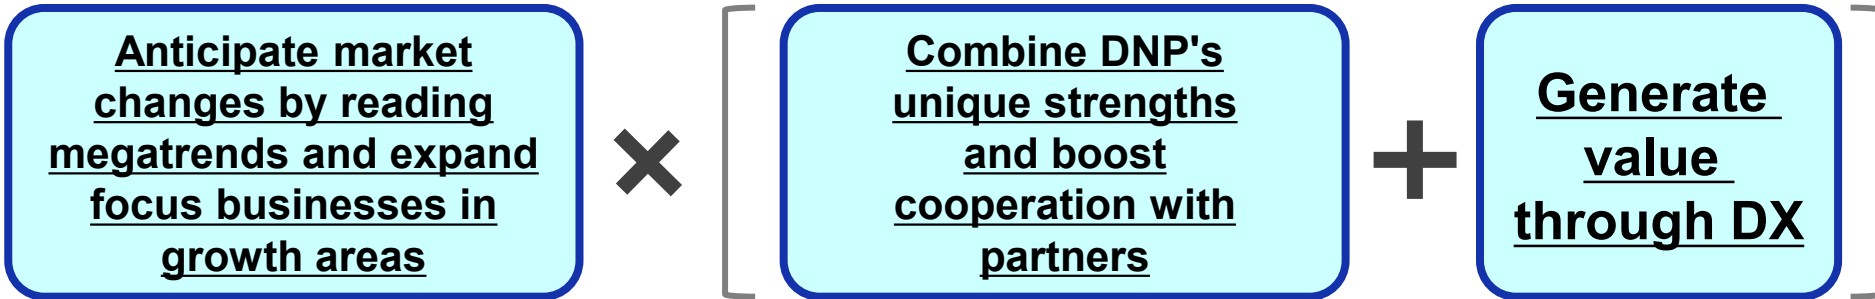 Anticipate market
changes by reading
megatrends and expand
focus businesses in
growth areas
×
Combine DNP's
unique strengths
and boost
cooperation with
partners
+
Generate
value
through DX